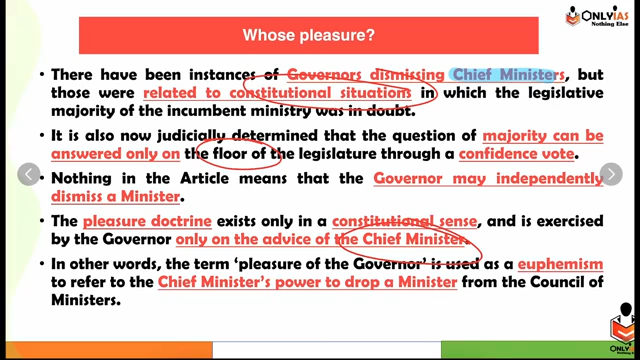 ONLYIAS
Nothing Else
Whose pleasure?
• There have been instances of Governors dismissing Chief Ministers, but
those were related to constitutional situations in which the legislative
majority of the incumbent ministry was in doubt.
• It is also now judicially determined that the question of majority can be
answered only on the floor of the legislature through a confidence vote.
• Nothing in the Article means that the Governor may independently
dismiss a Minister.
• The pleasure doctrine exists only in a constitutional sense, and is exercised
by the Governor only on the advice of the Chief Minister.
• In other words, the term ‘pleasure of the Governor’ is used as a euphemism
to refer to the Chief Minister’s power to drop a Minister from the Council of
Ministers.